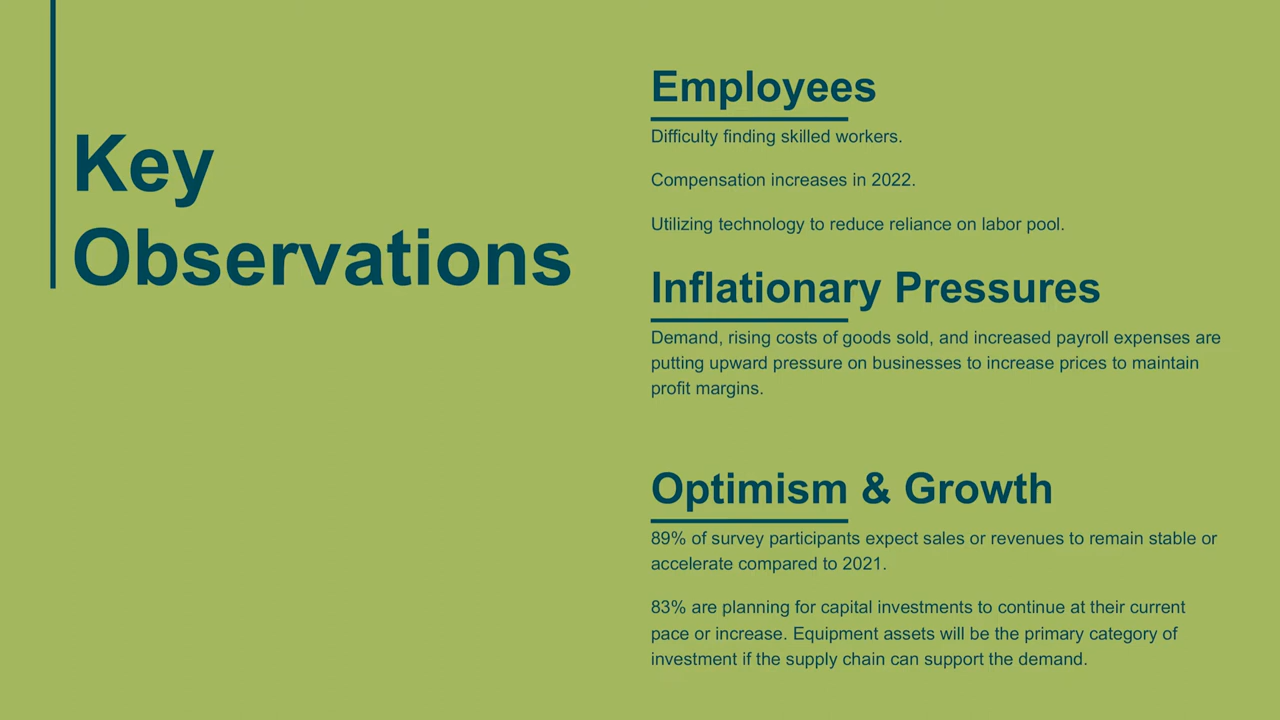 Key
Observations
Employees
Difficulty finding skilled workers.
Compensation increases in 2022.
Utilizing technology to reduce reliance on labor pool.
Inflationary Pressures
Demand, rising costs of goods sold, and increased payroll expenses are
putting upward pressure on businesses to increase prices to maintain
profit margins.
Optimism & Growth
89% of survey participants expect sales or revenues to remain stable or
accelerate compared to 2021.
83% are planning for capital investments to continue at their current
pace or increase. Equipment assets will be the primary category of
investment if the supply chain can support the demand.